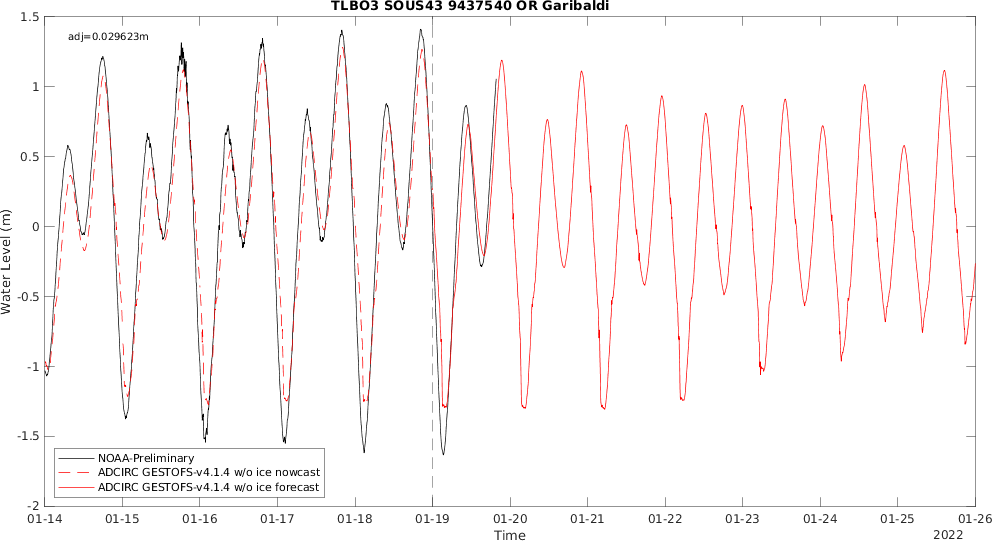 TLBO3 SOUS43 9437540 OR Garibaldi
adj=0.029623m
1.5
1
0.5
0
-0.5
-1
-1.5
-2
Water Level (m)
NOAA-Preliminary
ADCIRC GESTOFS-v4.1.4 w/o ice nowcast
ADCIRC GESTOFS-v4.1.4 w/o ice forecast
01-14 01-15 01-16 01-17 01-18 01-19 01-20 01-21 01-22 01-23 01-24 01-25 01-26
Time
2022